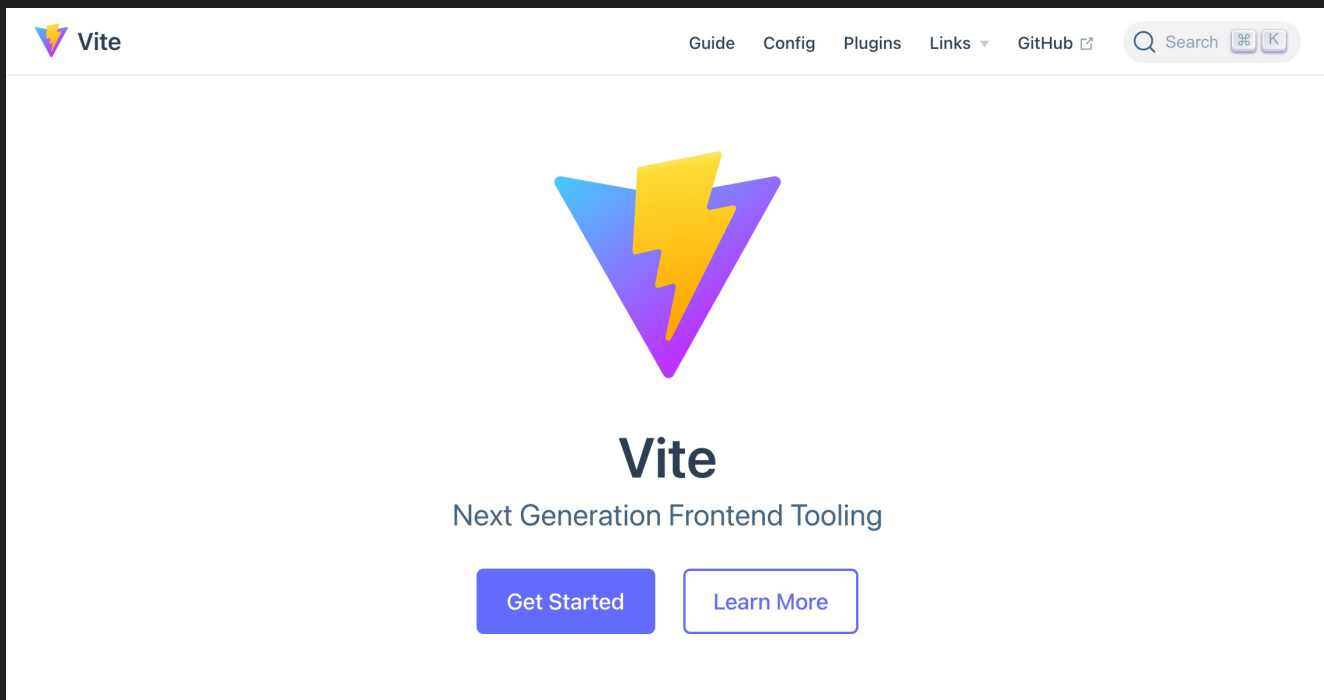 Vite
Guide Config Plugins Links GitHub Search ⌘ K
Vite
Next Generation Frontend Tooling
Get Started Learn More